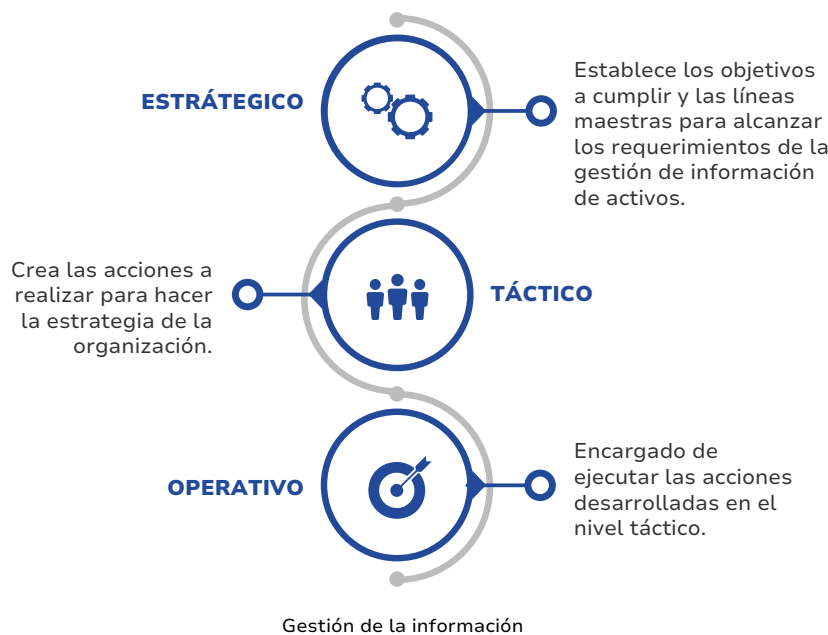 ESTRÁTEGICO
Establece los objetivos
a cumplir y las líneas
maestras para alcanzar
los requerimientos de la
gestión de información
de activos.
Crea las acciones a
realizar para hacer
la estrategia de la
organización.
TÁCTICO
OPERATIVO
Encargado de
ejecutar las acciones
desarrolladas en el
nivel táctico.
Gestión de la información